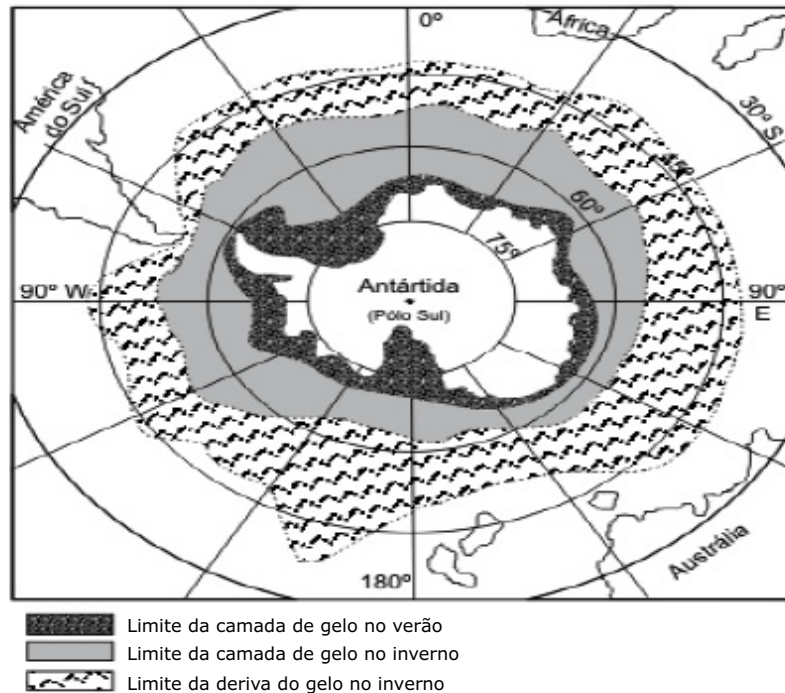 0º
África
América
do Sul
30º S
45º
60º
75º
Antártida
(Pólo Sul)
90º W
90º
E
180º
Austrália
Limite da camada de gelo no verão
Limite da camada de gelo no inverno
Limite da deriva do gelo no inverno